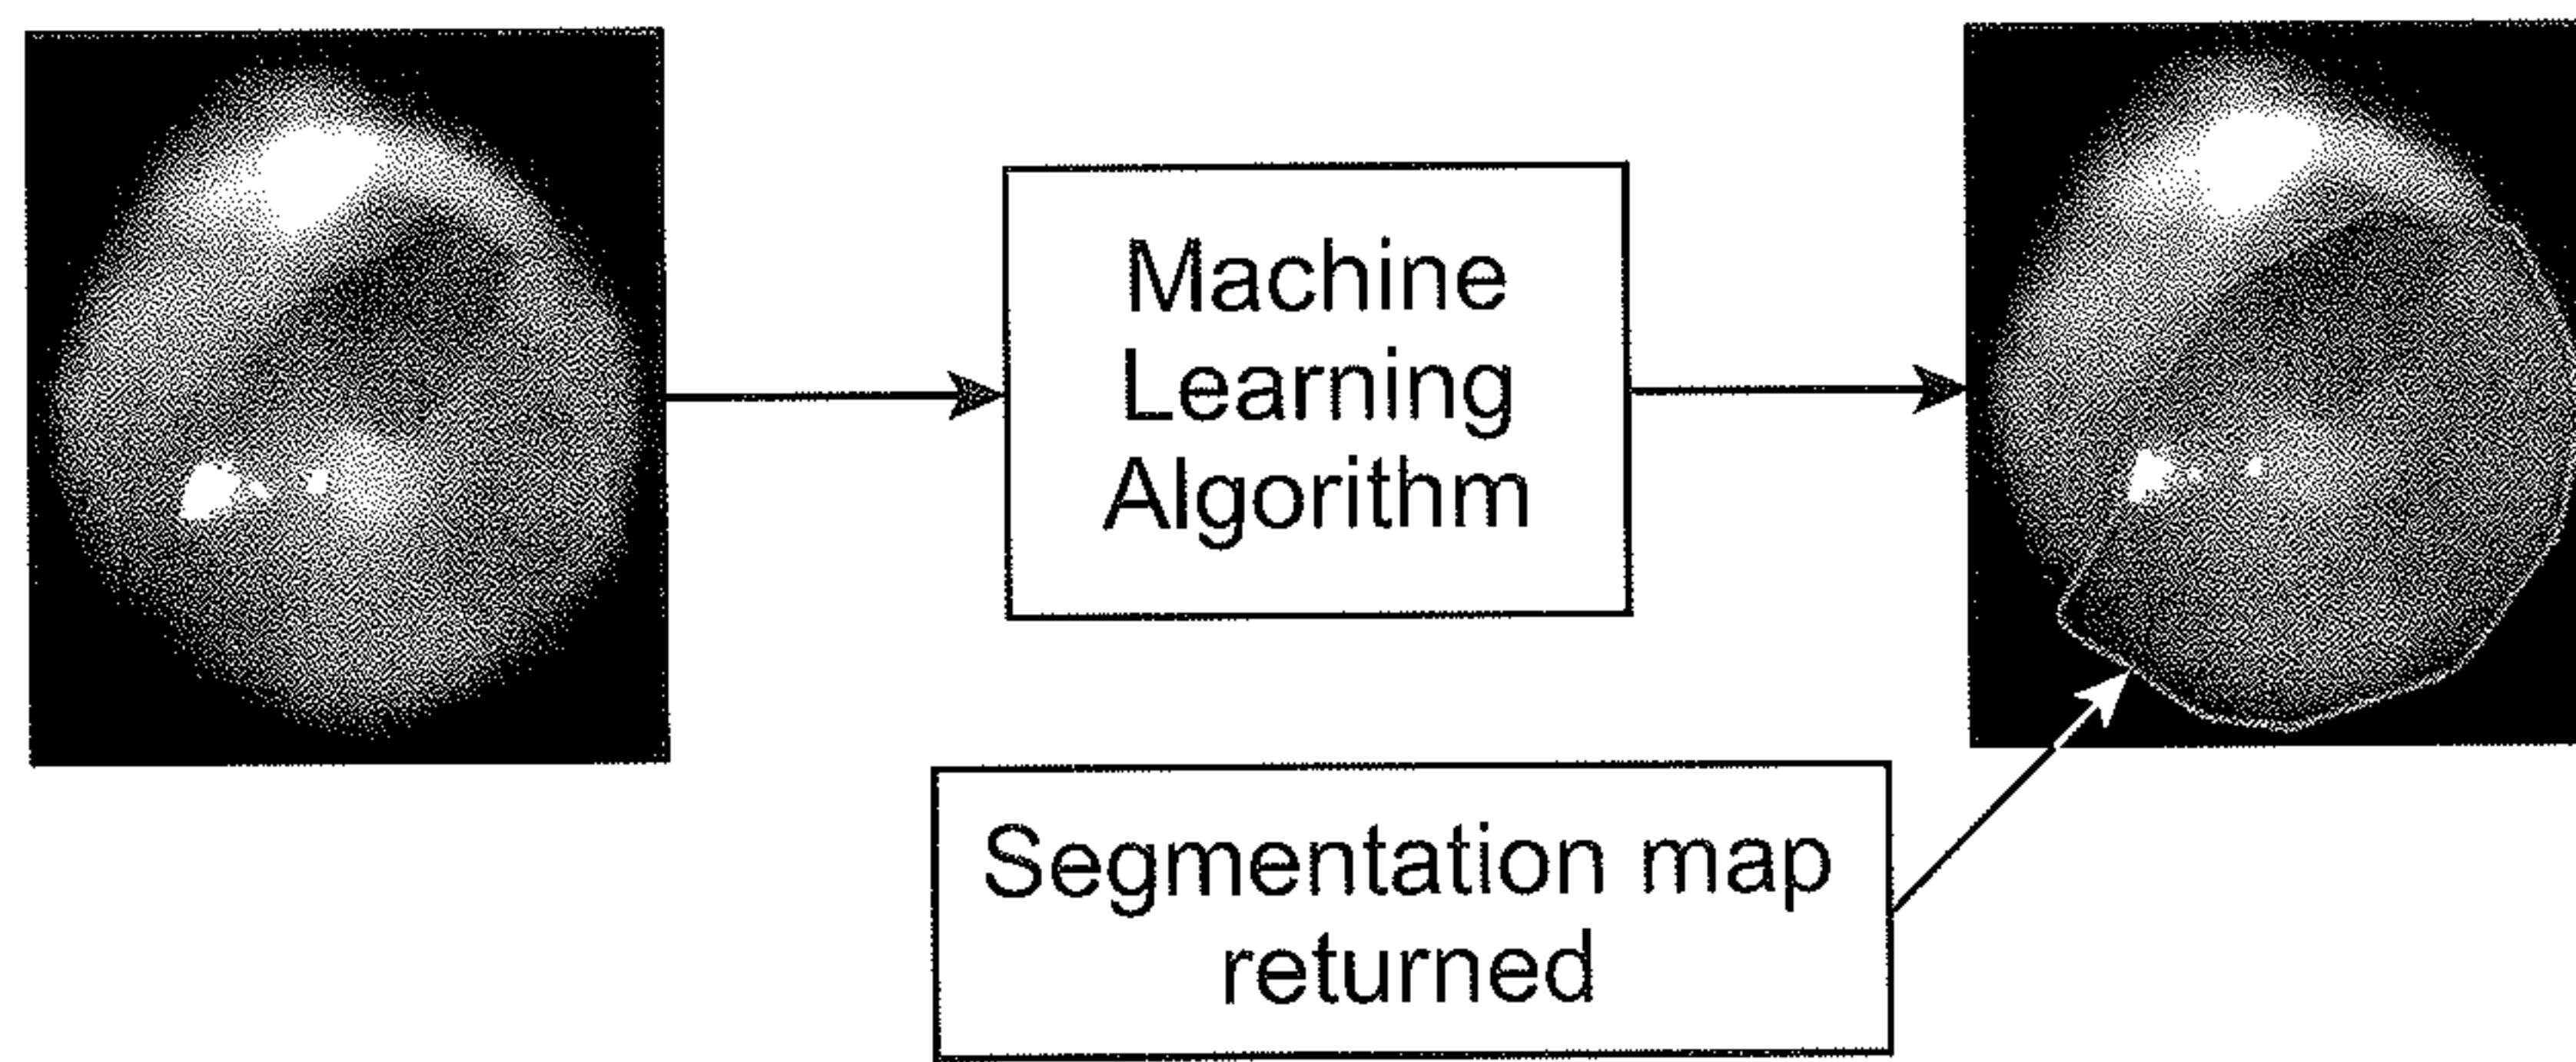 Machine
Learning
Algorithm
Segmentation map
returned